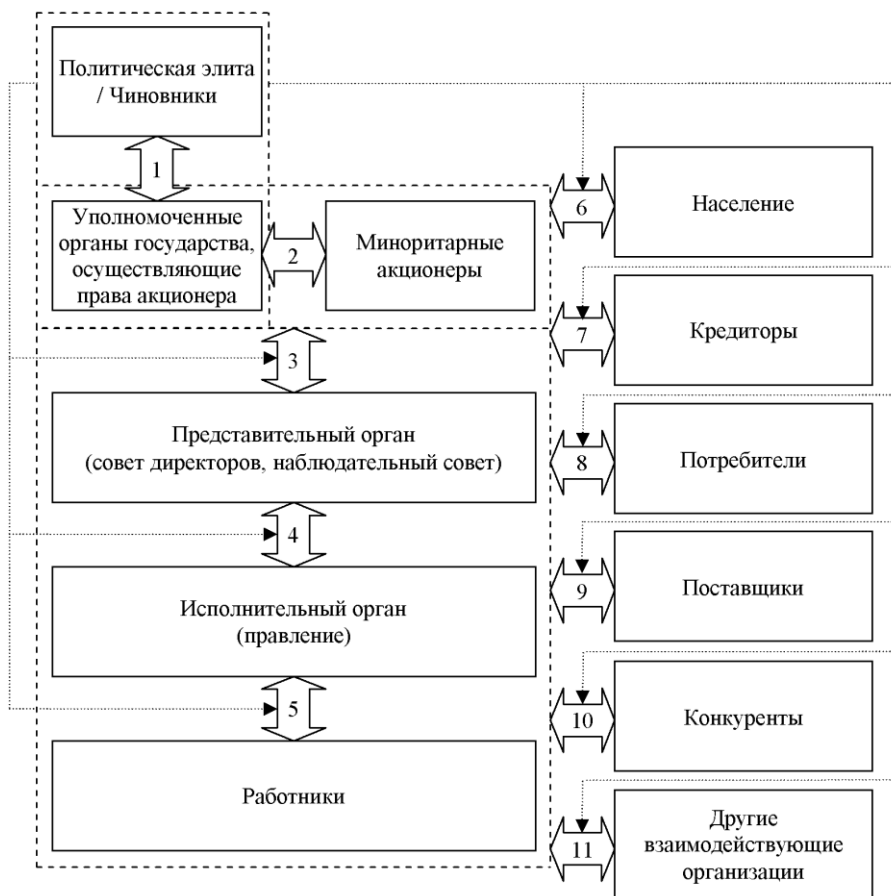 Политическая элита
/ Чиновники
1
Уполномоченные
органы государства,
осуществляющие
права акционера
2
Миноритарные
акционеры
6
Население
7
Кредиторы
3
Представительный орган
(совет директоров, наблюдательный совет)
8
Потребители
4
Исполнительный орган
(правление)
9
Поставщики
5
10
Конкуренты
Работники
11
Другие
взаимодействующие
организации